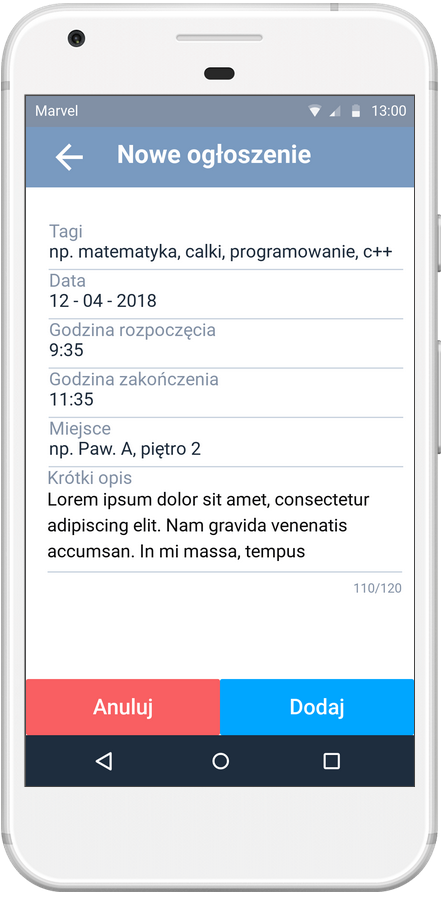 Marvel 13:00
Nowe ogłoszenie
Tagi
np. matematyka, calki, programowanie, c++
Data
12 - 04 - 2018
Godzina rozpoczęcia
9:35
Godzina zakończenia
11:35
Miejsce
np. Paw. A, piętro 2
Krótki opis
Lorem ipsum dolor sit amet, consectetur
adipiscing elit. Nam gravida venenatis
accumsan. In mi massa, tempus
110/120
Anuluj Dodaj